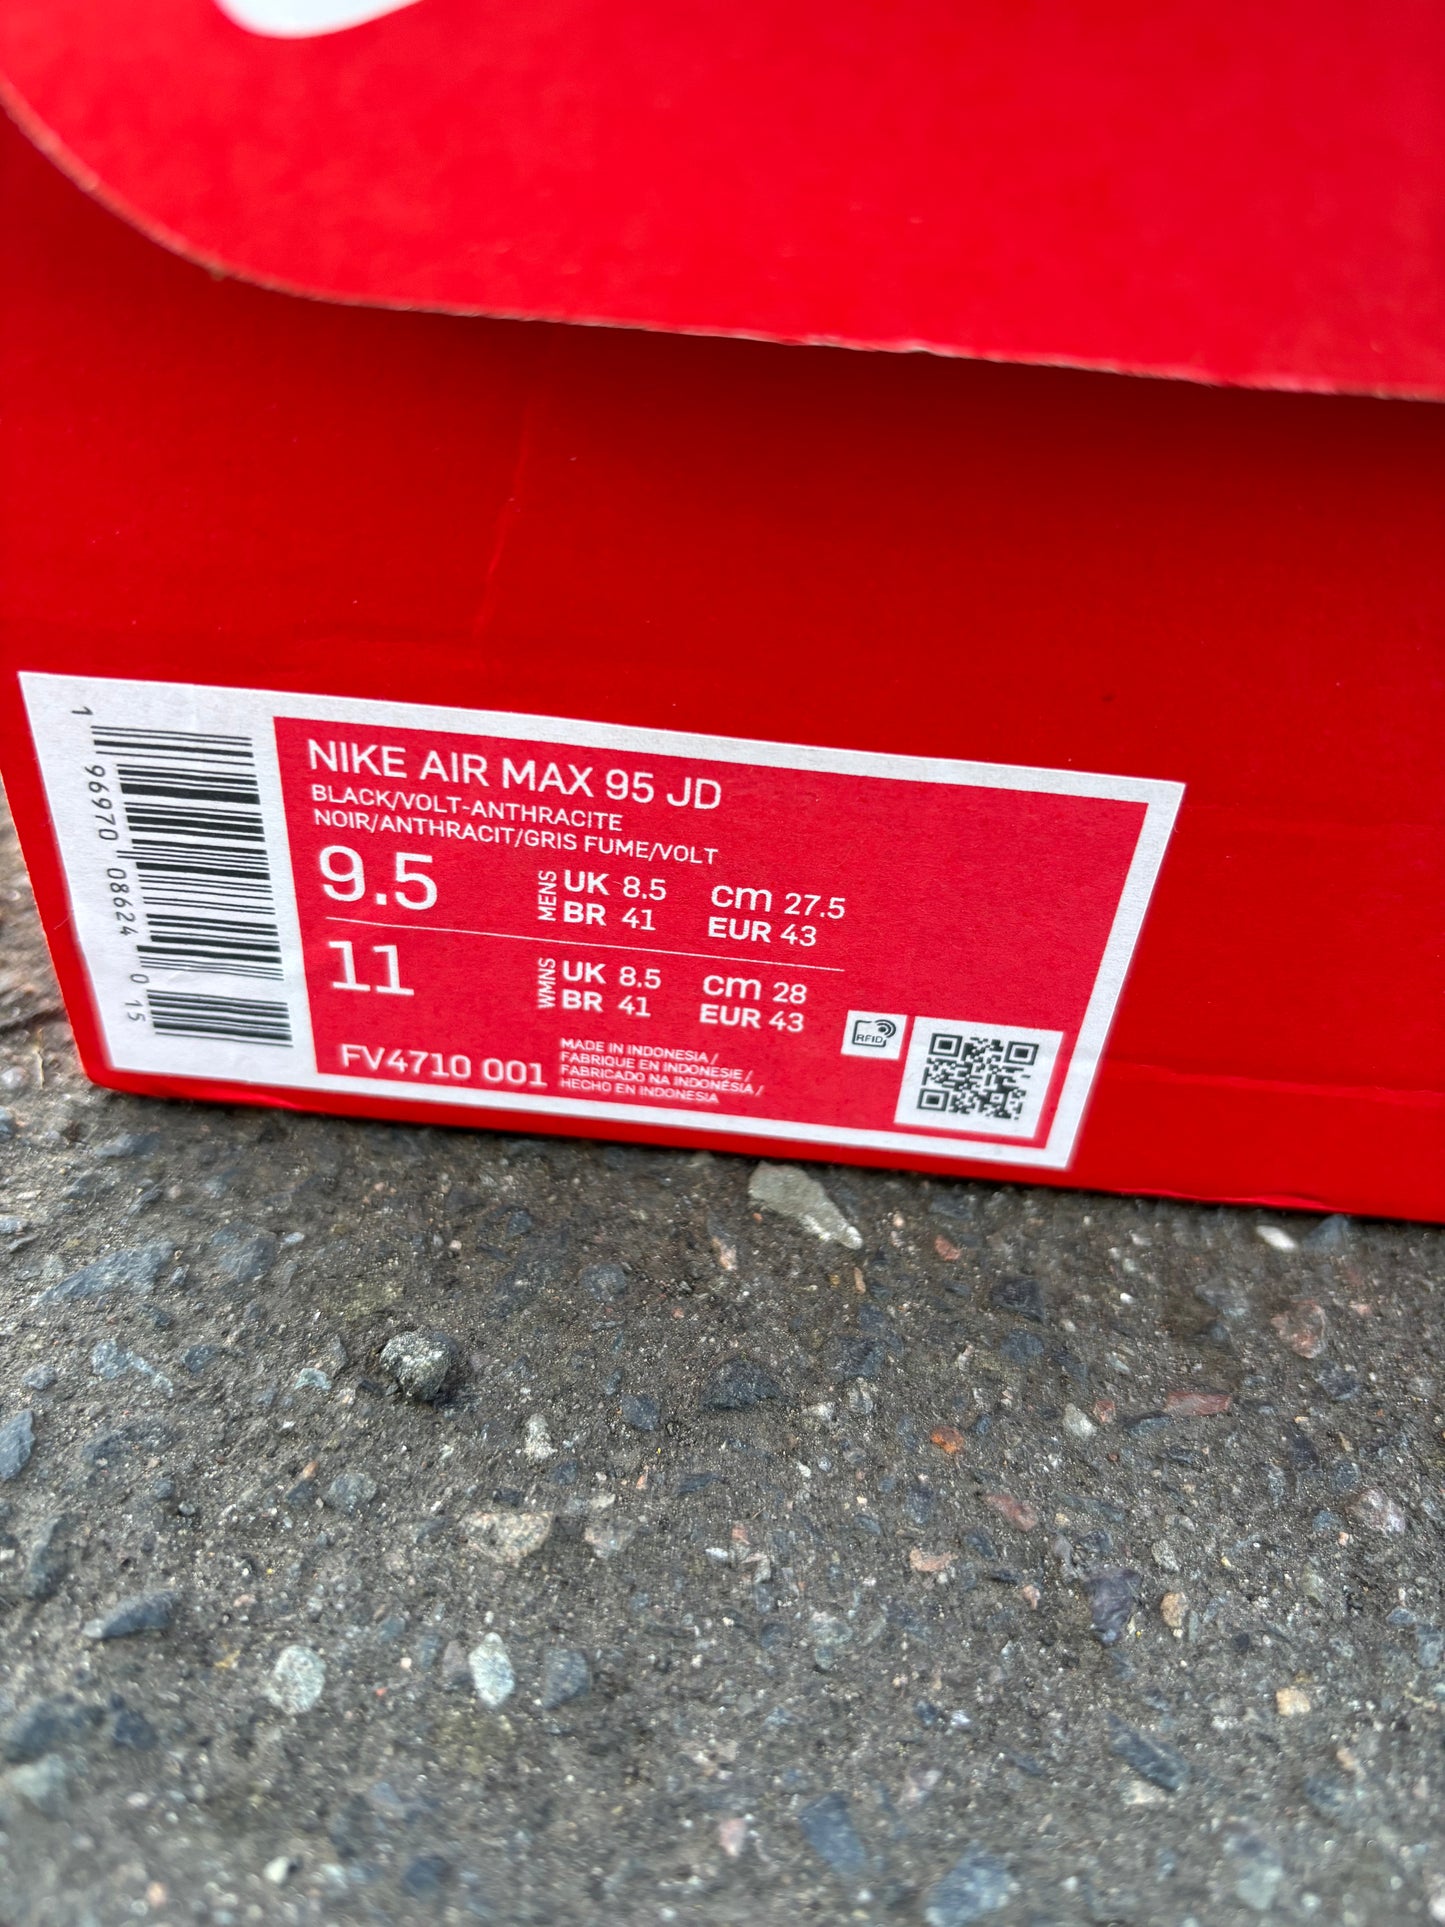 NIKE AIR MAX 95 JD
BLACK/VOLT-ANTHRACITE
NOIR/ANTHRACIT/GRIS FUME/VOLT
9.5 MENS UK 8.5 cm 27.5
BR 41 EUR 43
11 WMNS UK 8.5 cm 28
BR 41 EUR 43
FV4710 001
MADE IN INDONESIA /
FABRIQUE EN INDONESIE /
FABRICADO NA INDONÉSIA /
HECHO EN INDONESIA
RFID
1 96970 08624 0 15